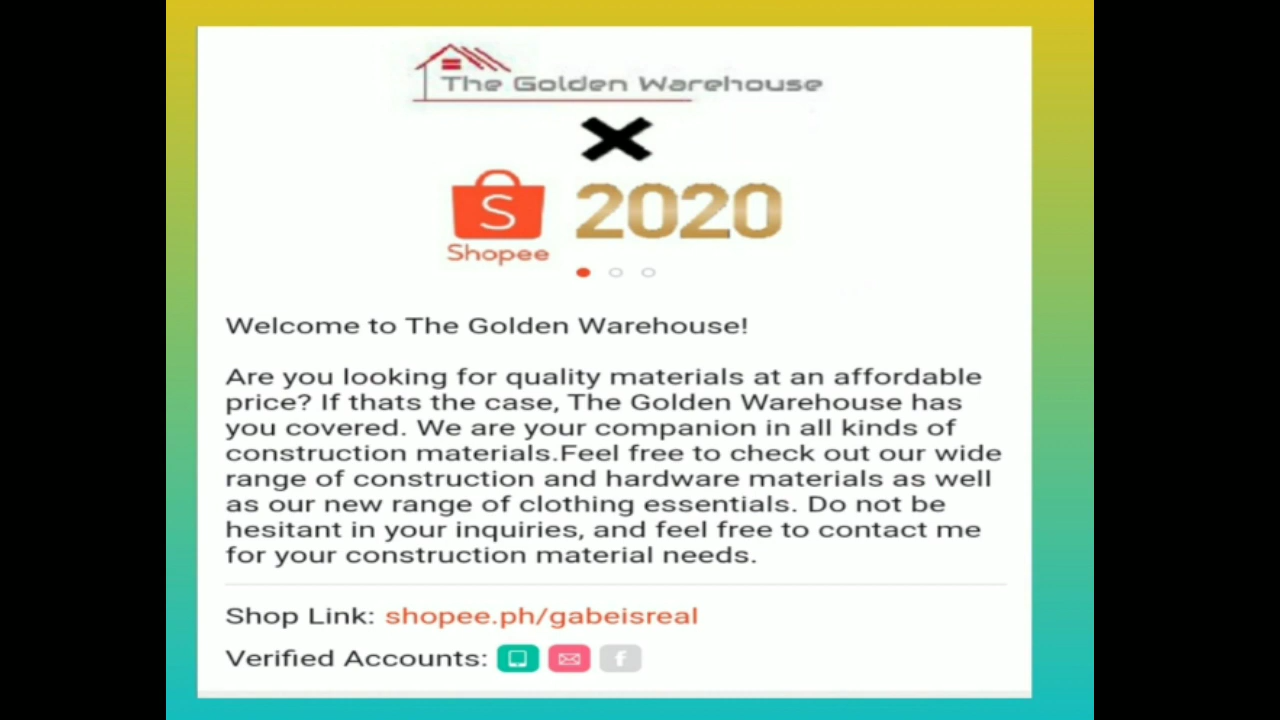 The Golden Warehouse
S 2020
Shopee
Welcome to The Golden Warehouse!
Are you looking for quality materials at an affordable
price? If thats the case, The Golden Warehouse has
you covered. We are your companion in all kinds of
construction materials.Feel free to check out our wide
range of construction and hardware materials as well
as our new range of clothing essentials. Do not be
hesitant in your inquiries, and feel free to contact me
for your construction material needs.
Shop Link: shopee.ph/gabeisreal
Verified Accounts: f